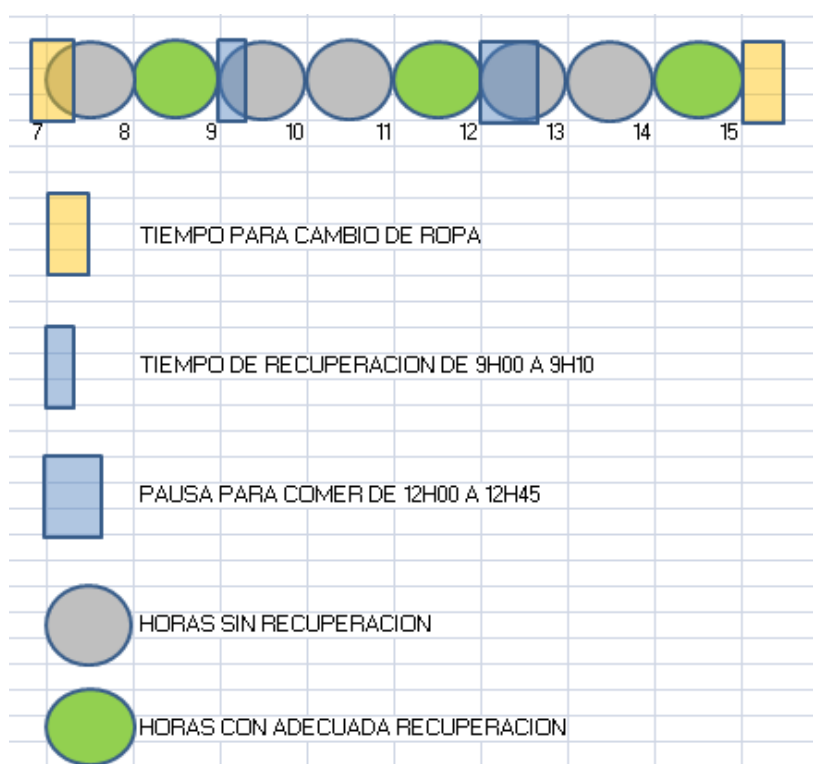 7 8 9 10 11 12 13 14 15
TIEMPO PARA CAMBIO DE ROPA
TIEMPO DE RECUPERACION DE 9H00 A 9H10
PAUSA PARA COMER DE 12H00 A 12H45
HORAS SIN RECUPERACION
HORAS CON ADECUADA RECUPERACION